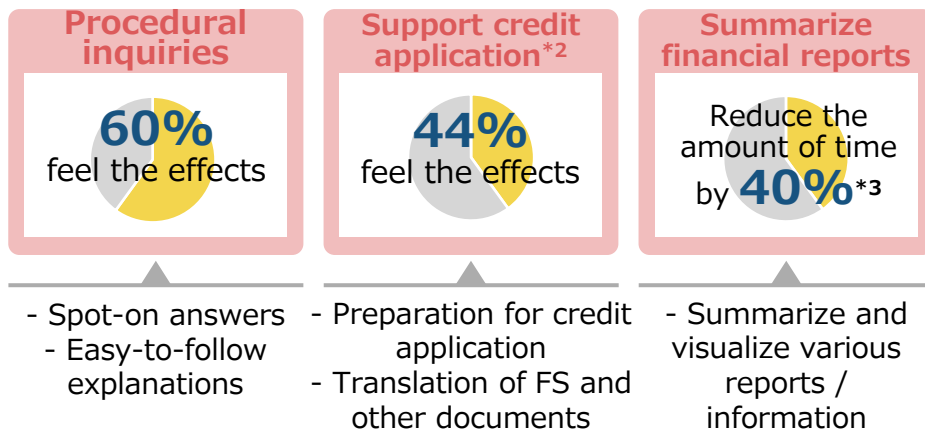 Procedural
inquiries
60%
feel the effects
- Spot-on answers
- Easy-to-follow
explanations
Support credit
application*2
44%
feel the effects
- Preparation for credit
application
- Translation of FS and
other documents
Summarize
financial reports
Reduce the
amount of time
by 40%*3
- Summarize and
visualize various
reports /
information